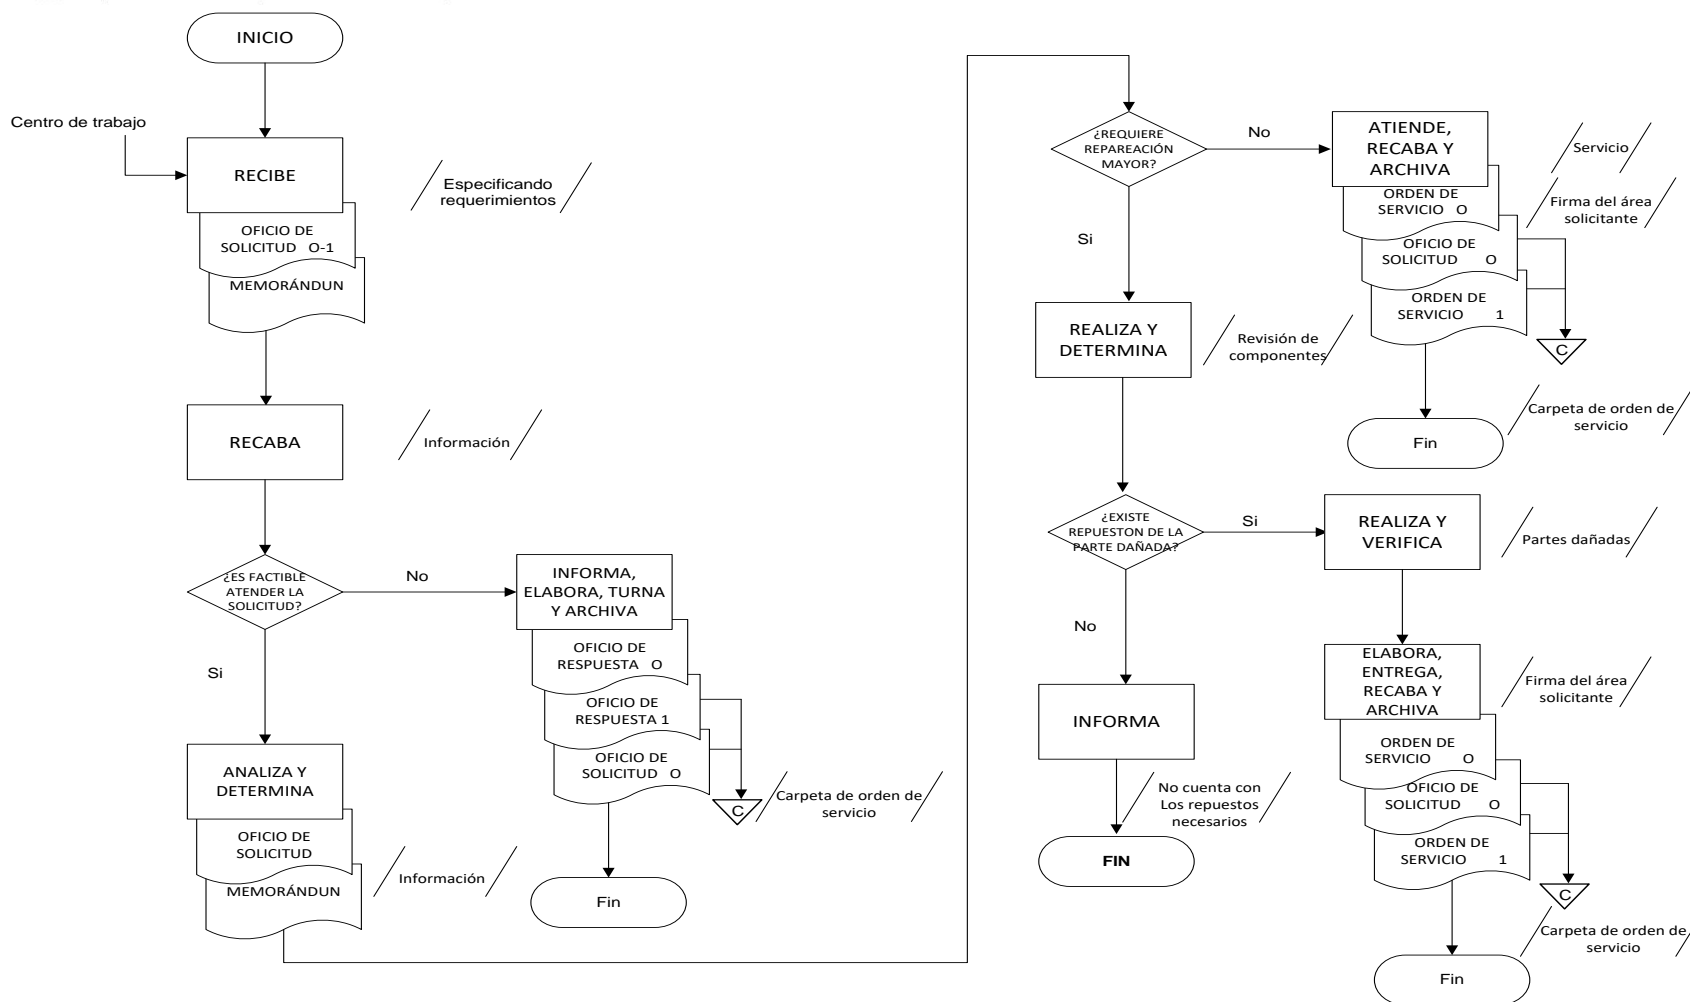 INICIO
Centro de trabajo
RECIBE
Especificando
requerimientos
OFICIO DE
SOLICITUD O-1
MEMORÁNDUN
RECABA
Información
¿ES FACTIBLE
ATENDER LA
SOLICITUD?
No
Si
INFORMA,
ELABORA, TURNA
Y ARCHIVA
OFICIO DE
RESPUESTA O
OFICIO DE
RESPUESTA 1
OFICIO DE
SOLICITUD O
C
Carpeta de orden de
servicio
Fin
ANALIZA Y
DETERMINA
OFICIO DE
SOLICITUD
MEMORÁNDUN
Información
¿REQUIERE
REPAREACIÓN
MAYOR?
No
Si
ATIENDE,
RECABA Y
ARCHIVA
Servicio
ORDEN DE
SERVICIO O
Firma del área
solicitante
OFICIO DE
SOLICITUD O
ORDEN DE
SERVICIO 1
C
Carpeta de orden de
servicio
Fin
REALIZA Y
DETERMINA
Revisión de
componentes
¿EXISTE
REPUESTON DE LA
PARTE DAÑADA?
Si
No
REALIZA Y
VERIFICA
Partes dañadas
INFORMA
No cuenta con
Los repuestos
necesarios
FIN
ELABORA,
ENTREGA,
RECABA Y
ARCHIVA
Firma del área
solicitante
ORDEN DE
SERVICIO O
OFICIO DE
SOLICITUD O
ORDEN DE
SERVICIO 1
C
Carpeta de orden de
servicio
Fin